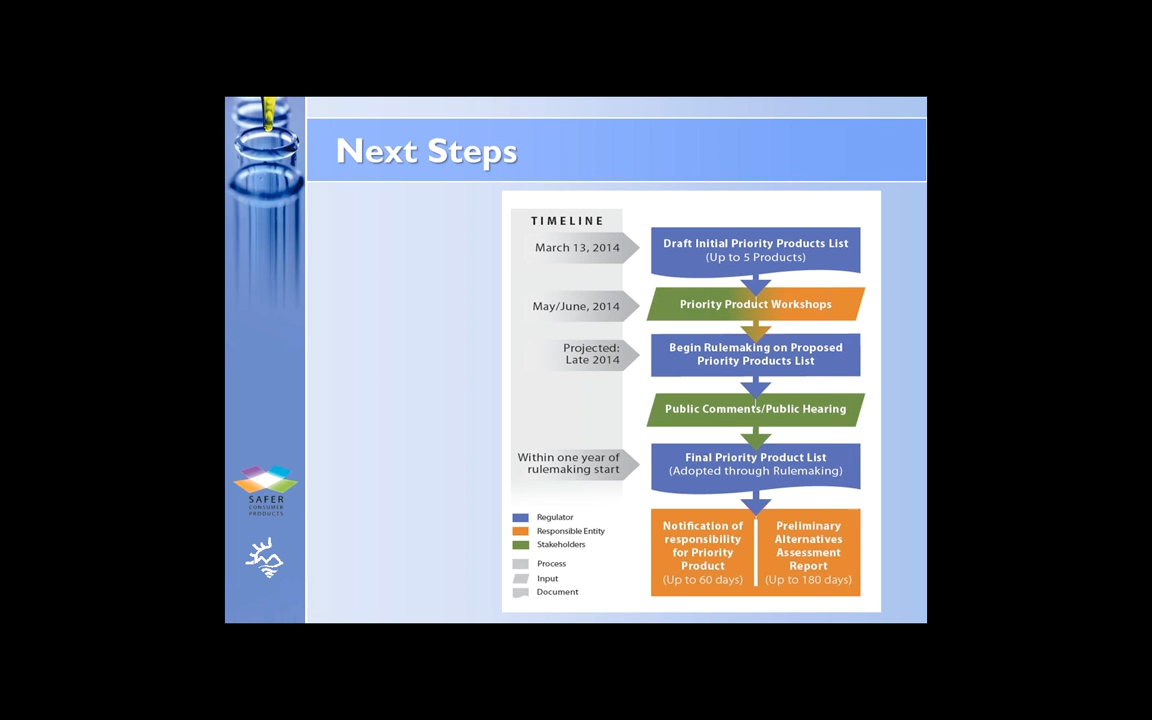 Next Steps
TIMELINE
March 13, 2014
Draft Initial Priority Products List
(Up to 5 Products)
May/June, 2014
Priority Product Workshops
Projected:
Late 2014
Begin Rulemaking on Proposed
Priority Products List
Public Comments/Public Hearing
Within one year of
rulemaking start
Final Priority Product List
(Adopted through Rulemaking)
Notification of
responsibility
for Priority
Product
(Up to 60 days)
Preliminary
Alternatives
Assessment
Report
(Up to 180 days)
Regulator
Responsible Entity
Stakeholders
Process
Input
Document
SAFER
CONSUMER
PRODUCTS